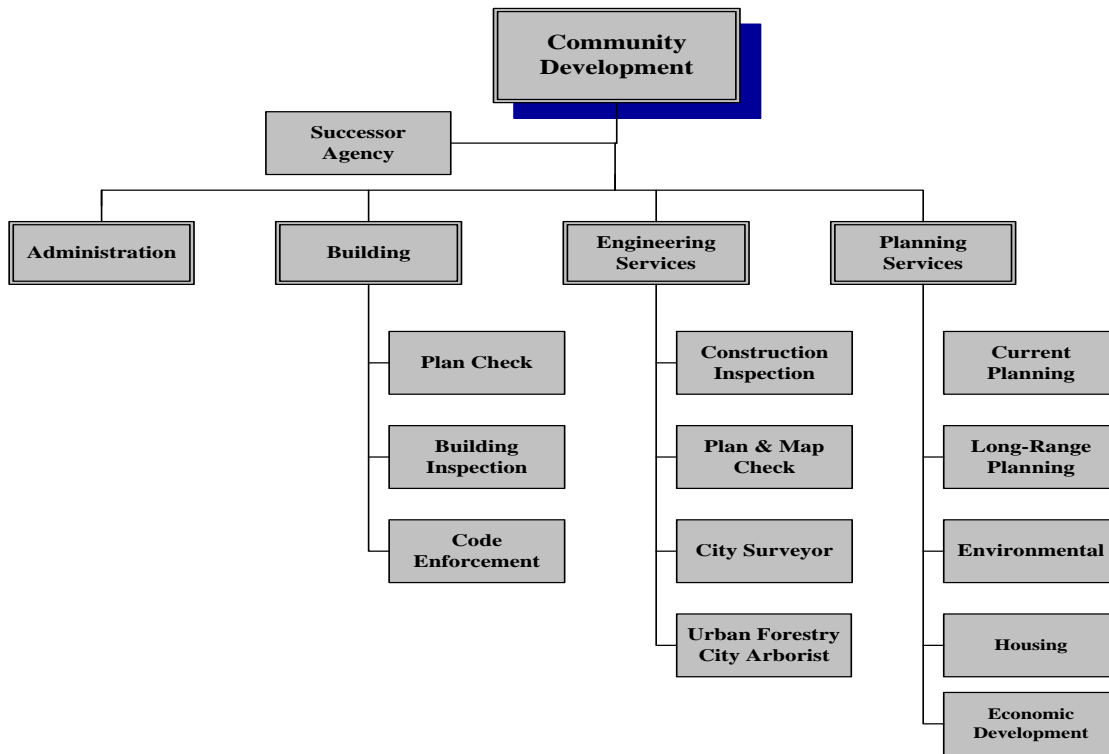 Community
Development
Successor
Agency
Administration
Building
Engineering
Services
Planning
Services
Plan Check
Building
Inspection
Code
Enforcement
Construction
Inspection
Plan & Map
Check
City Surveyor
Urban Forestry
City Arborist
Current
Planning
Long-Range
Planning
Environmental
Housing
Economic
Development